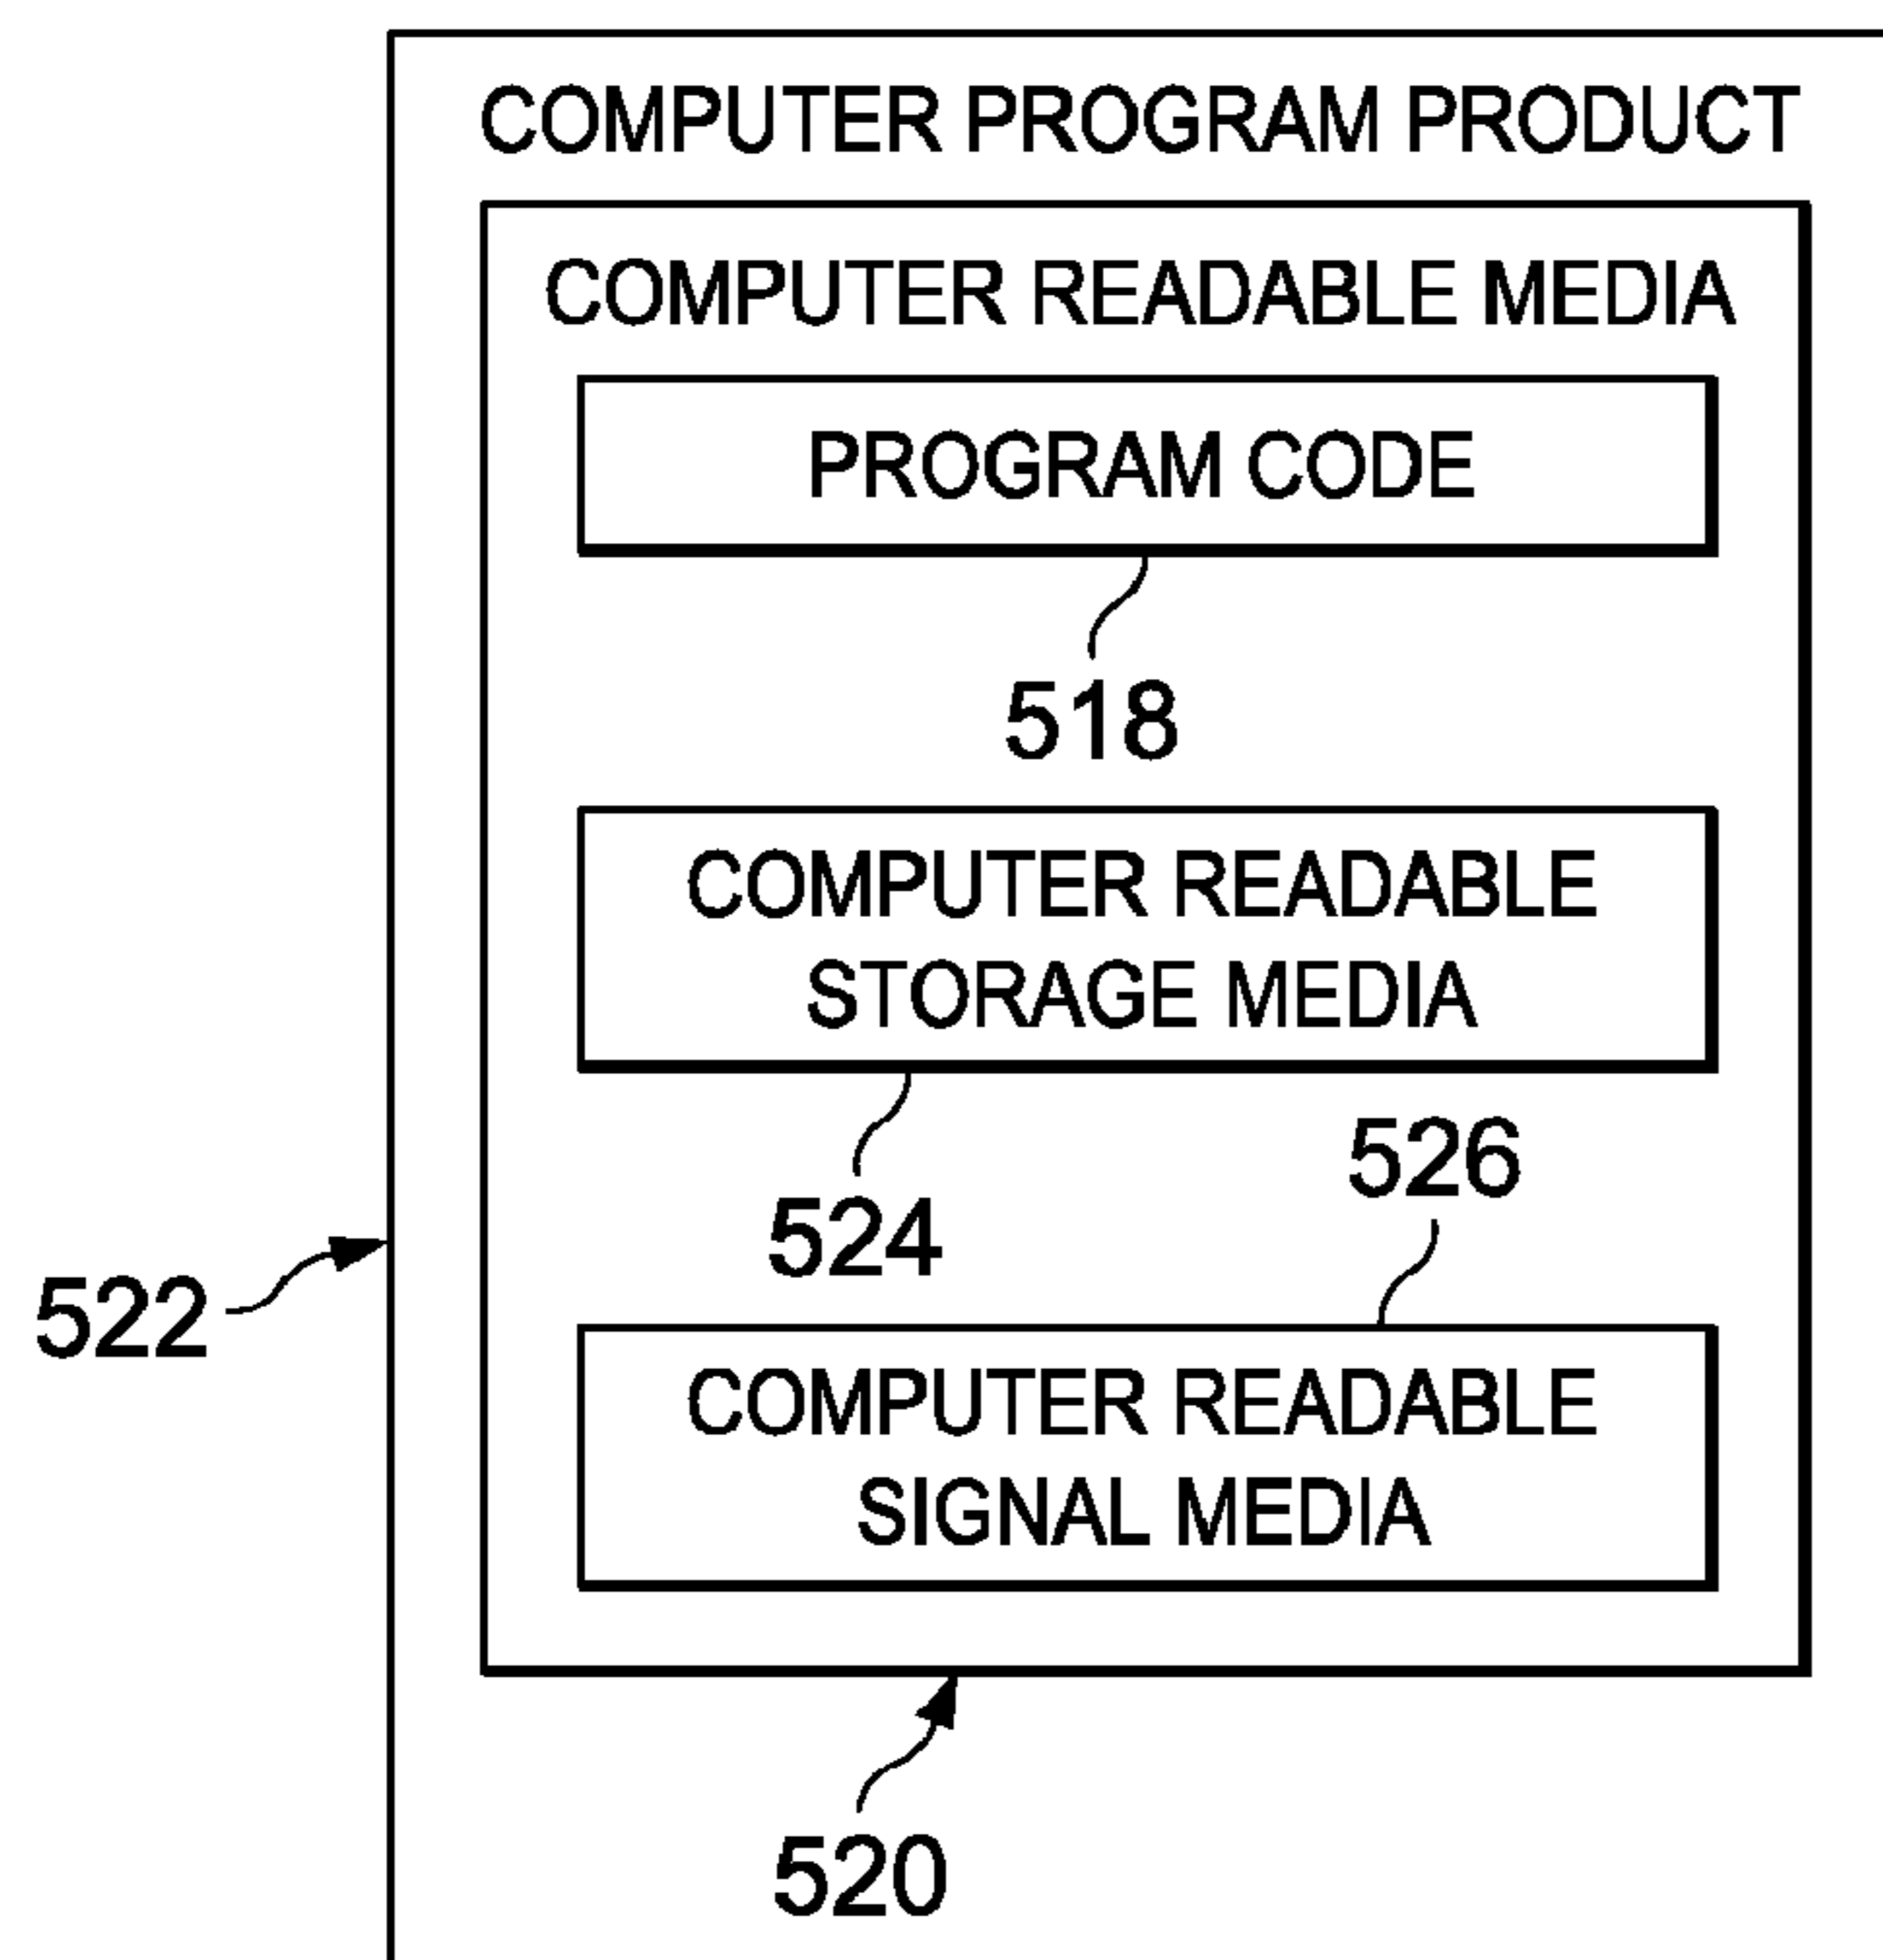 COMPUTER PROGRAM PRODUCT
COMPUTER READABLE MEDIA
PROGRAM CODE
518
COMPUTER READABLE
STORAGE MEDIA
524
526
522
COMPUTER READABLE
SIGNAL MEDIA
520